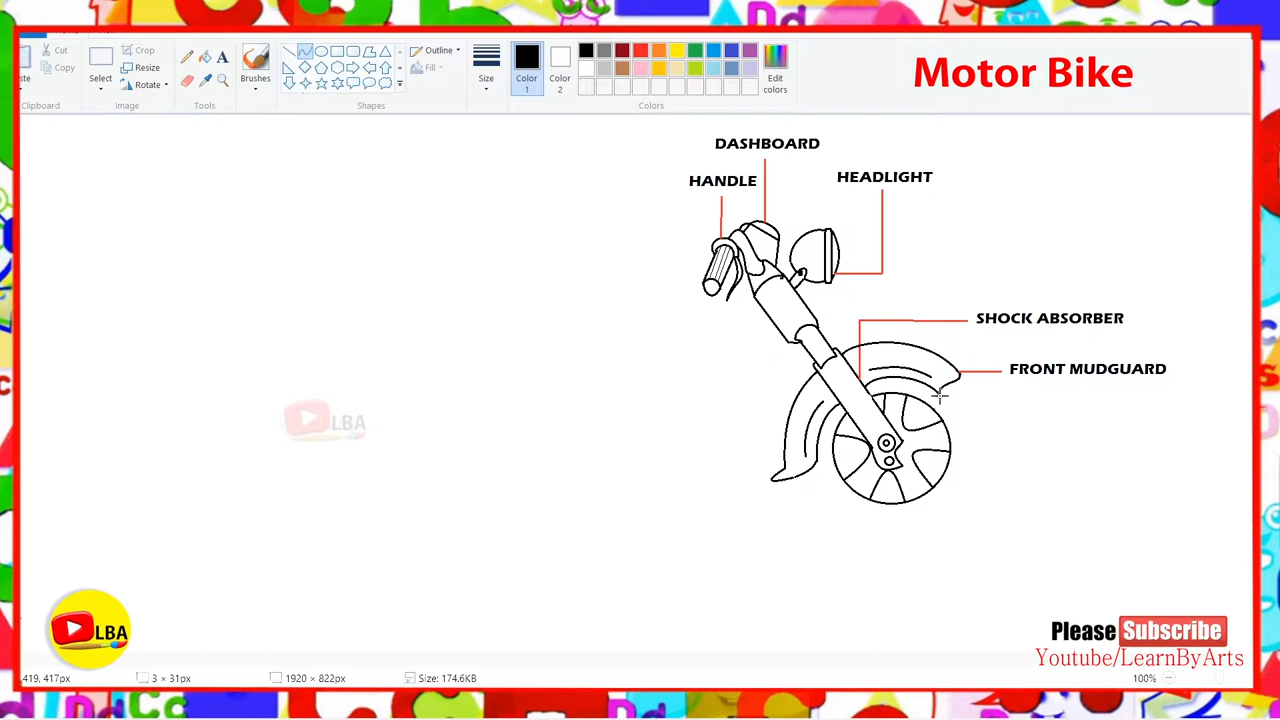 Motor Bike
Cut
Copy
ste
Clipboard
Select
Crop
Resize
Rotate
Image
A
Tools
Brushes
Shapes
Outline
Fill
Size
Color
1
Color
2
Edit
colors
Colors
DASHBOARD
HANDLE
HEADLIGHT
SHOCK ABSORBER
FRONT MUDGUARD
LBA
LBA
Please Subscribe
Youtube/LearnByArts
419, 417px
3 × 31px
1920 × 822px
Size: 174.6KB
100%